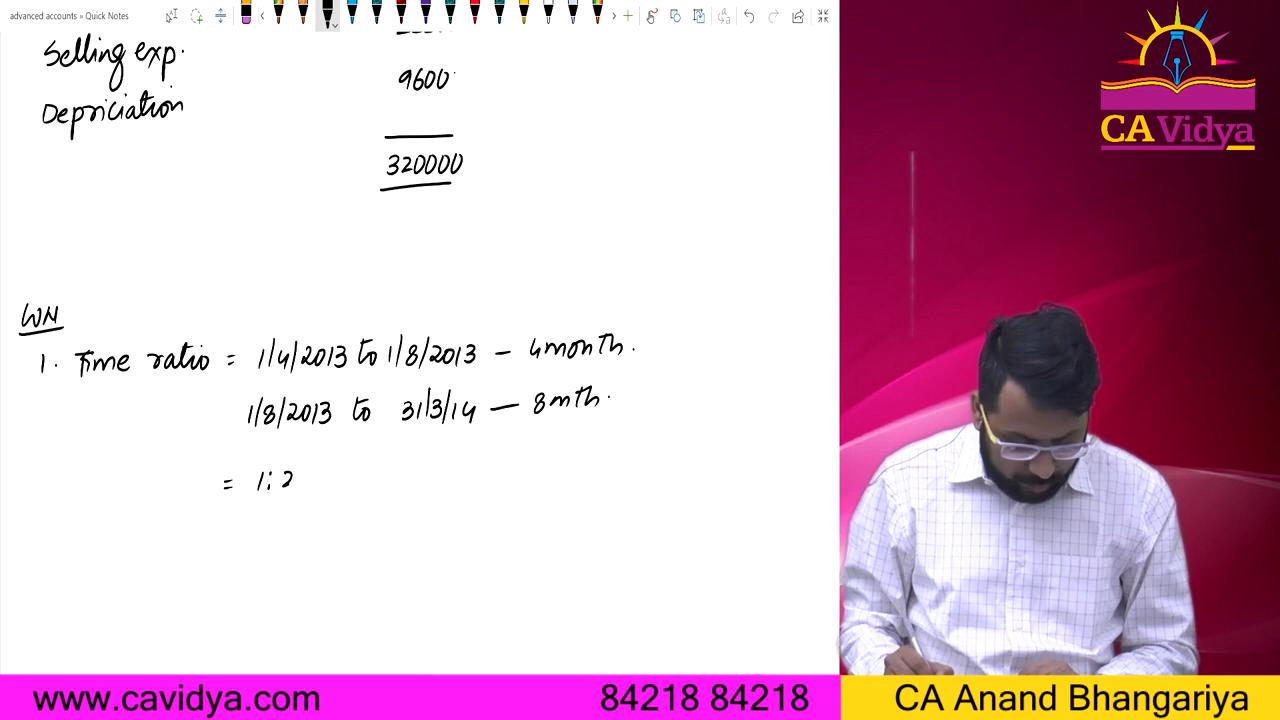 advanced accounts » Quick Notes
Selling exp.
9600
Depriciation
320000
WN
1. Time ratio = 1/4/2013 to 1/8/2013 - 4month.
1/8/2013 to 31/3/14 — 8mth.
= 1:2
CA Vidya
www.cavidya.com
84218 84218
CA Anand Bhangariya